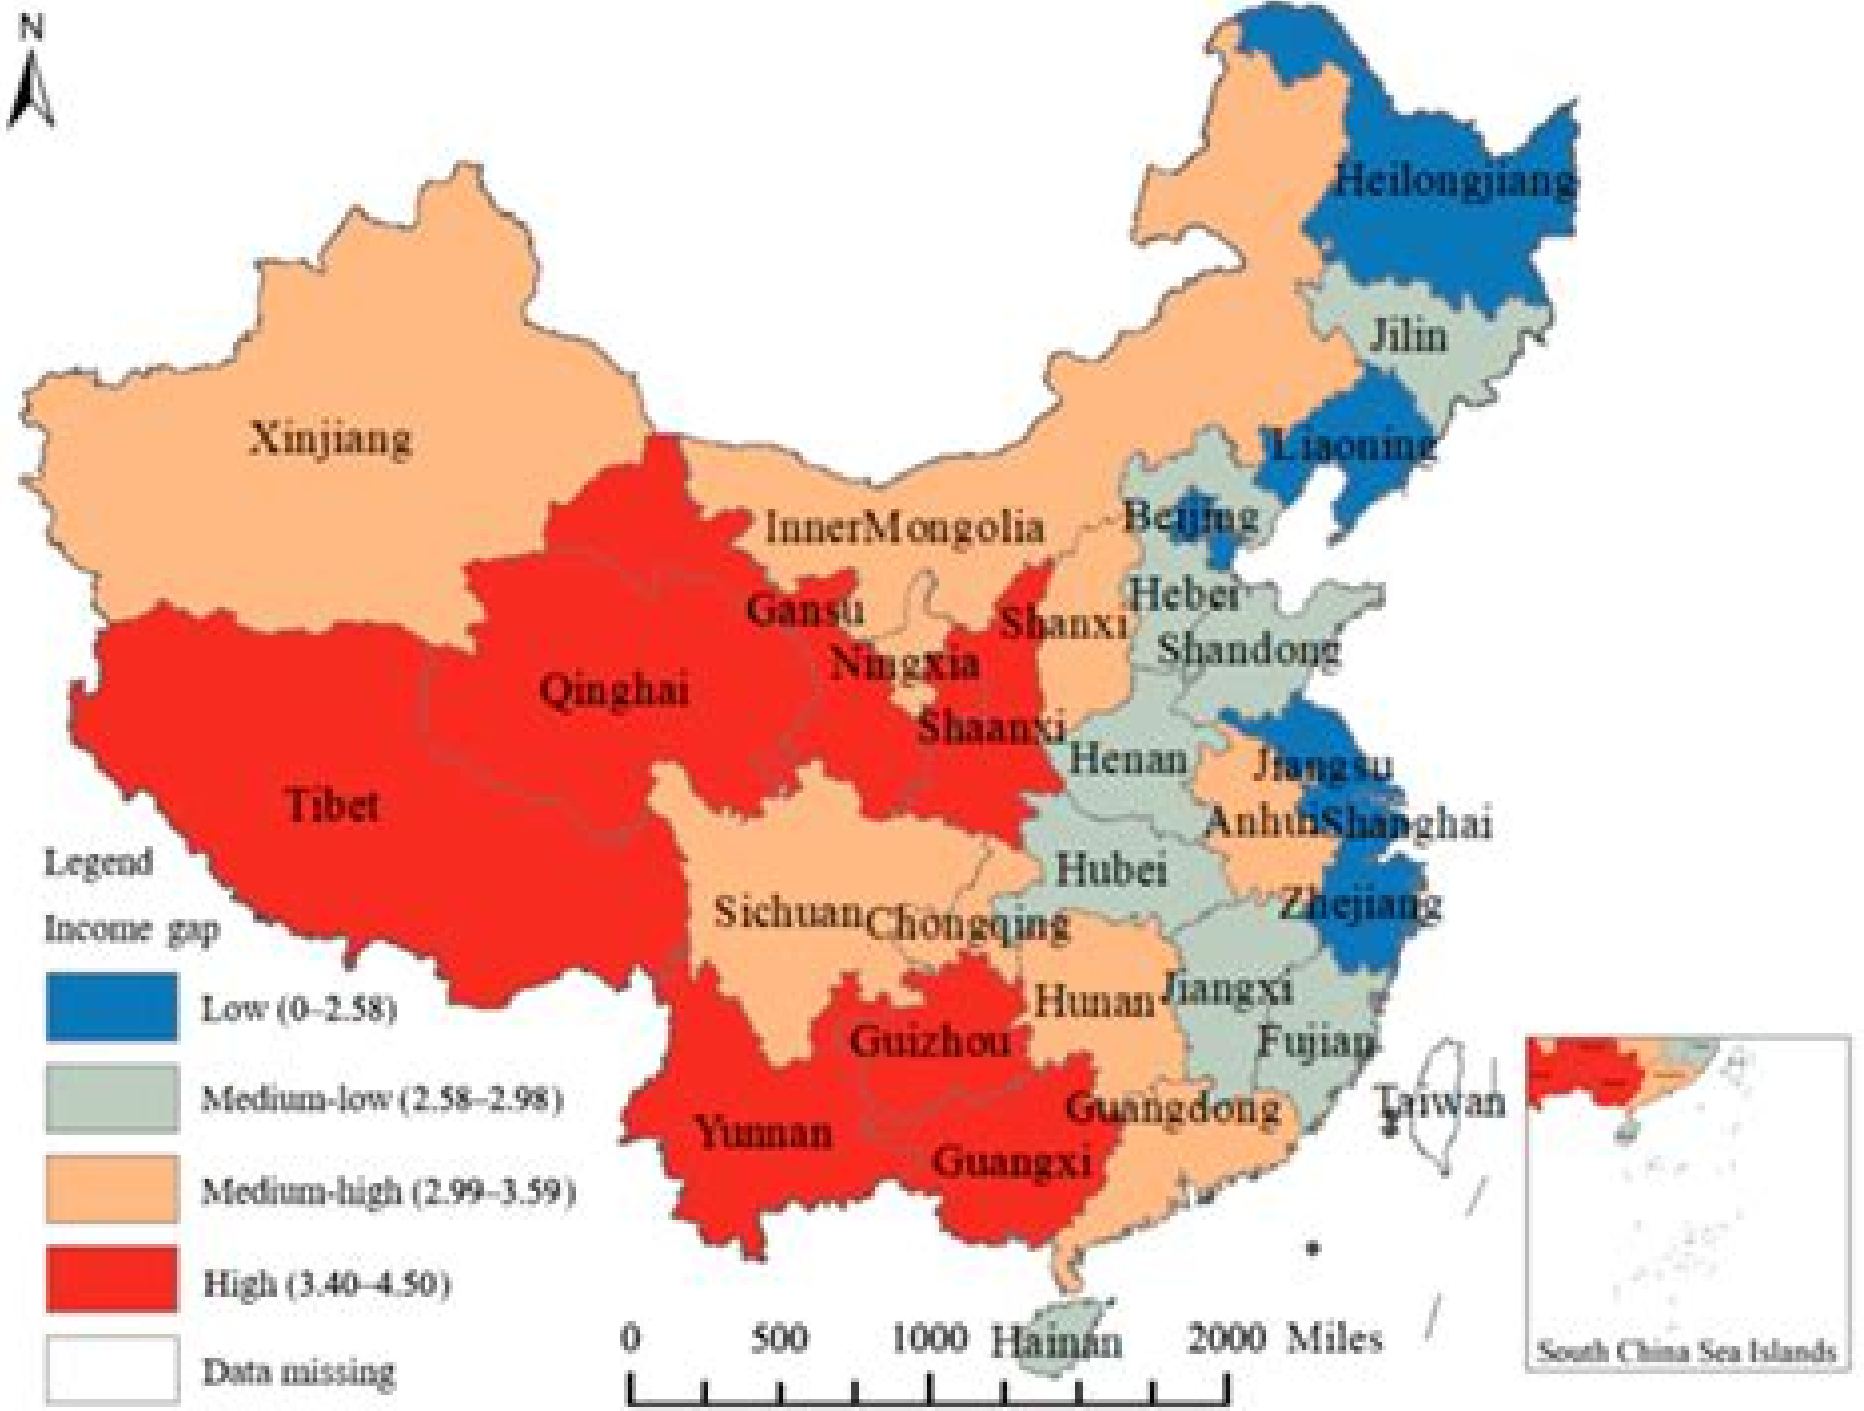 N
Heilongjiang
Jilin
Xinjiang
Liaoning
Beijing
InnerMongolia
Hebei
Gansu
Shanxi
Shandong
Ningxia
Qinghai
Shaanxi
Henan
Jiangsu
Tibet
Anhui
Shanghai
Legend
Hubei
Zhejiang
Sichuan
Chongqing
Income gap
Jiangxi
Hunan
Low (0–2.58)
Guizhou
Fujian
Medium-low (2.58–2.98)
Taiwan
Guangdong
Yunnan
Guangxi
Medium-high (2.99–3.59)
High (3.40–4.50)
0 500 1000 2000 Miles
Hainan
South China Sea Islands
Data missing